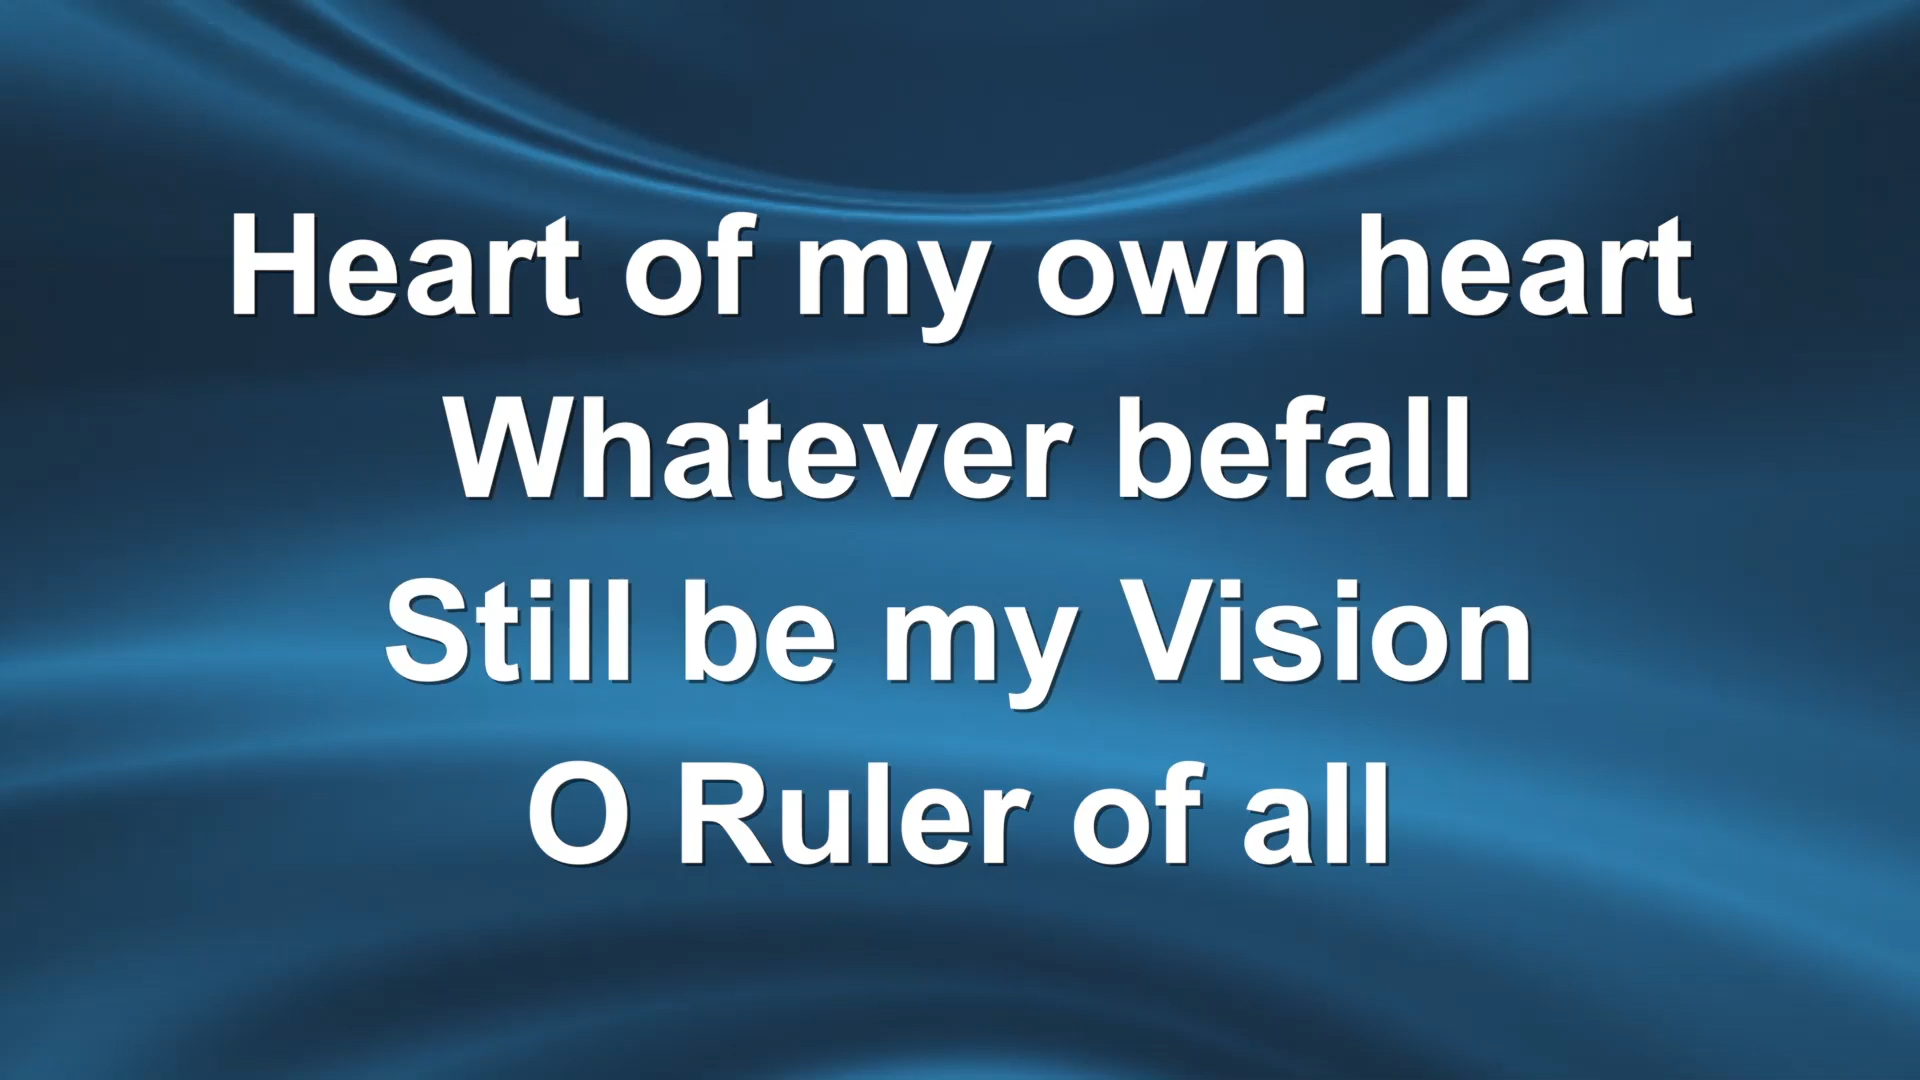 Heart of my own heart
Whatever befall
Still be my Vision
O Ruler of all